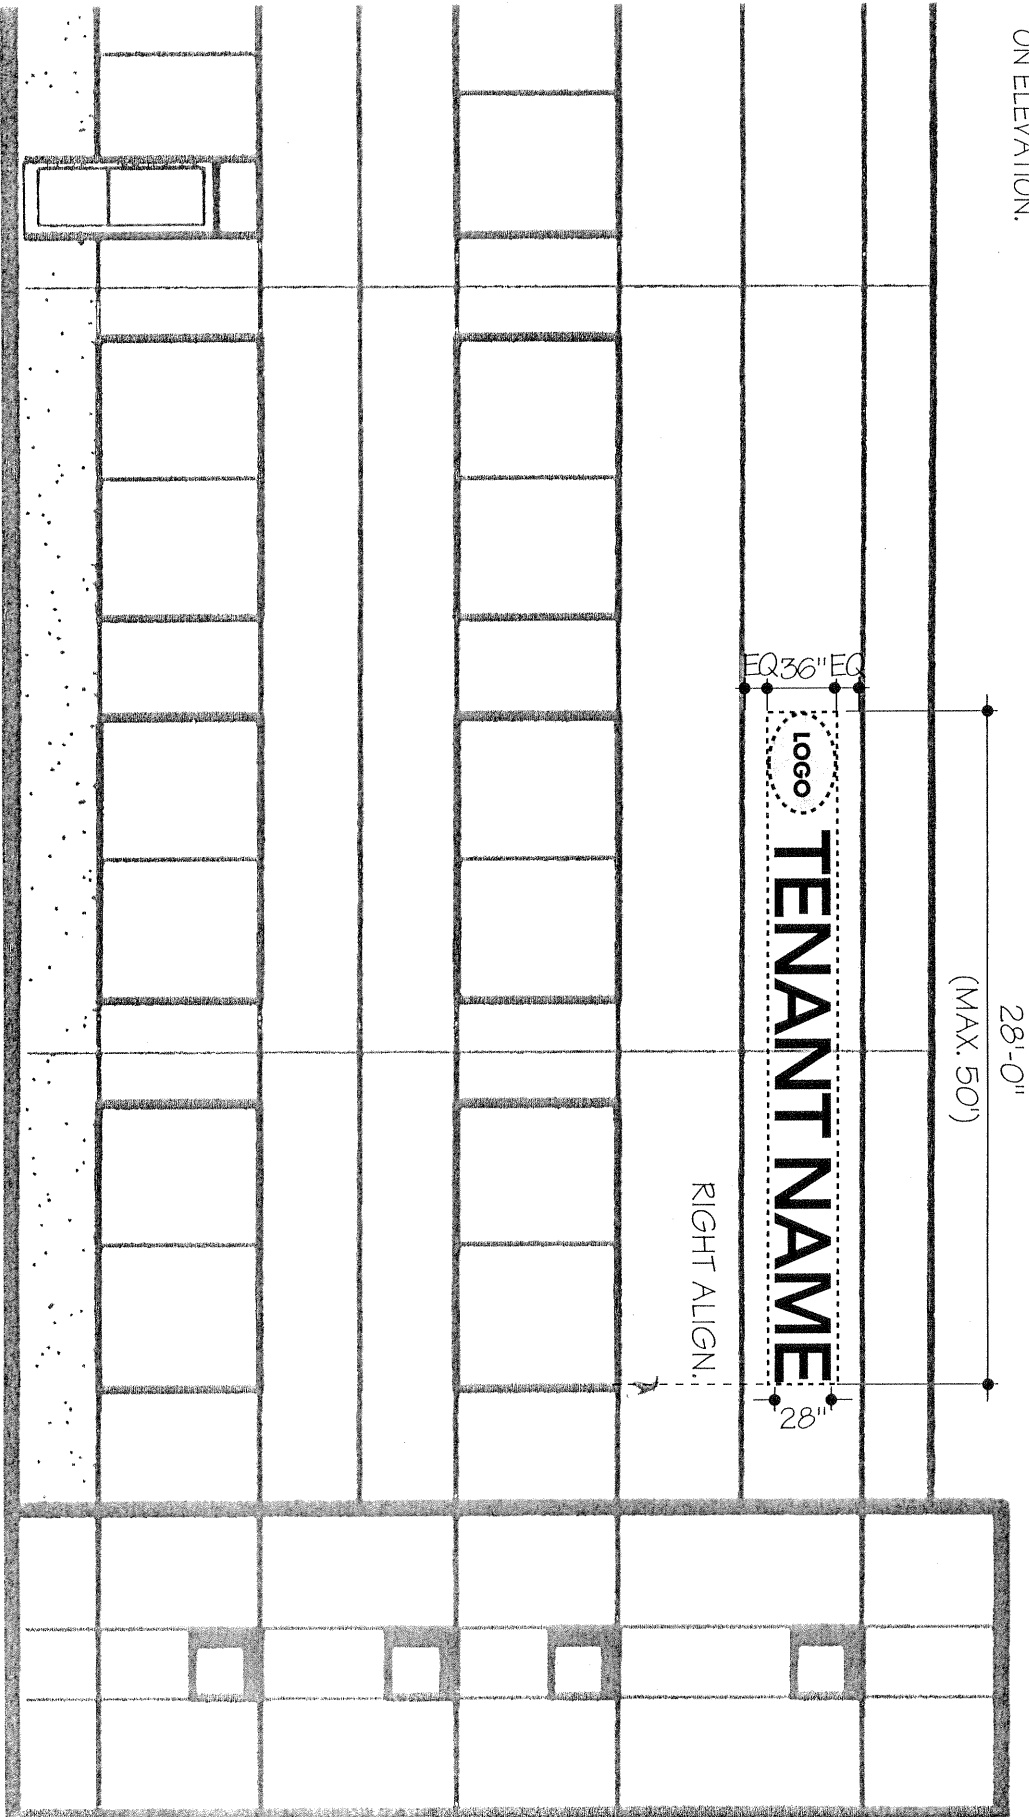 ON ELEVATION.
28'-0"
(MAX. 50')
EQ
36"
EQ
LOGO
TENANT NAME
28"
RIGHT ALIGN.